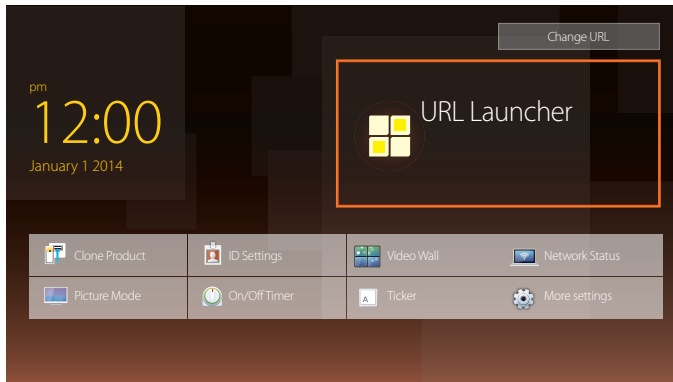 Change URL
pm
12:00
January 1 2014
URL Launcher
Clone Product
ID Settings
Video Wall
Network Status
Picture Mode
On/Off Timer
A
Ticker
More settings